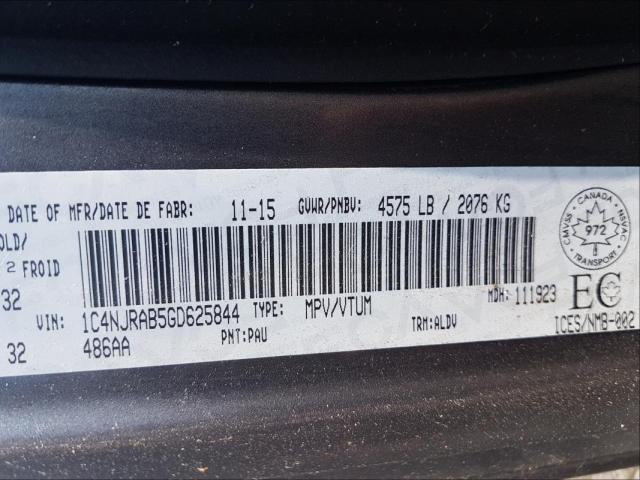 DATE OF MFR/DATE DE FABR: 11-15 GVWR/PNBV: 4575 LB / 2076 KG
OLD/
2 FROID
32
VIN: 1C4NJRAB5GD625844 TYPE: MPV/VTUM MDH: 111923
32 486AA PNT: PAU TRM: ALDV
CANADA
CMVSS NSVAC
972
TRANSPORT
EC
ICES/NMB-002